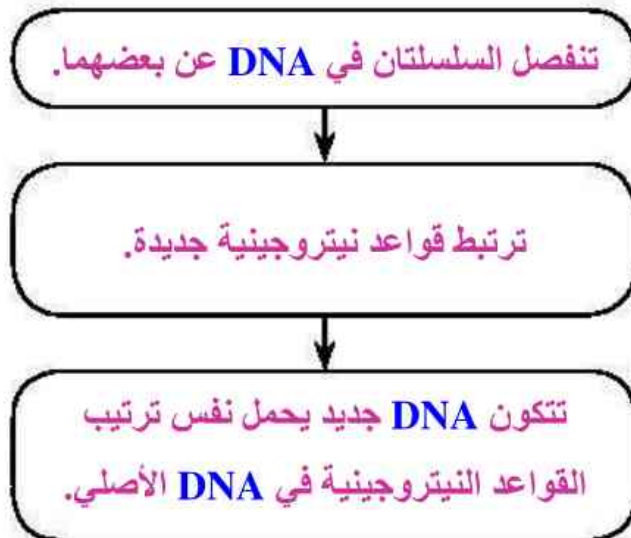 تنفصل السلسلتان في DNA عن بعضهما.
ترتبط قواعد نيتروجينية جديدة.
تتكون DNA جديد يحمل نفس ترتيب
القواعد النيتروجينية في DNA الأصلي.